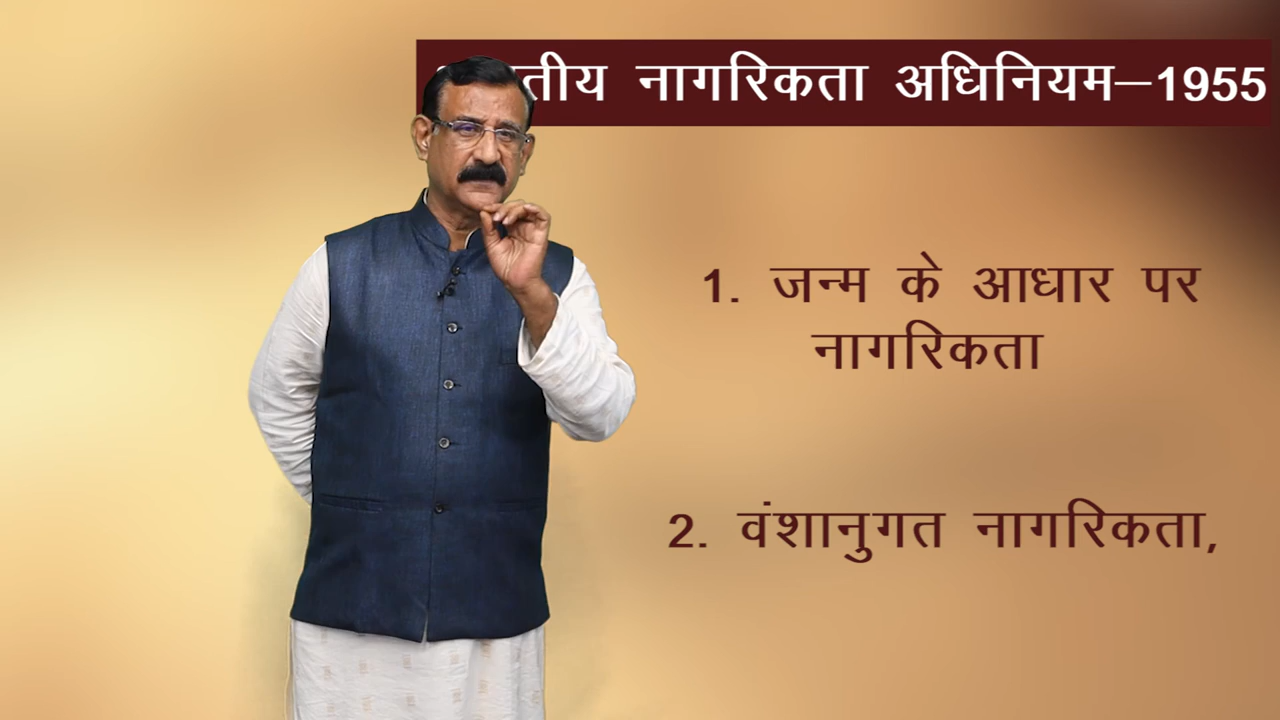 नागरिकता अधिनियम–1955
1. जन्म के आधार पर
नागरिकता
2. वंशानुगत नागरिकता,